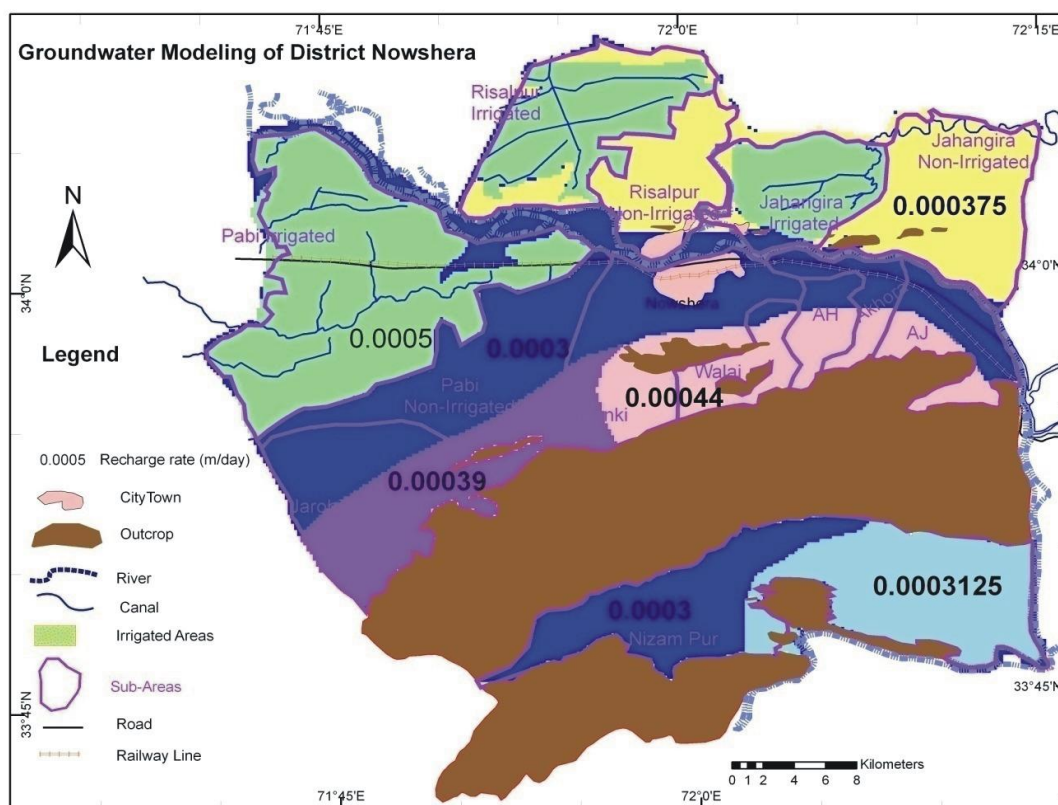 71°45'E
72°0'E
72°15'E
Groundwater Modeling of District Nowshera
Risalpur
Irrigated
Jahangira
Non-Irrigated
N
Risalpur
Non-Irrigated
Jahangira
Irrigated
0.000375
Pabi Irrigated
34°0'N
34°0'N
Nowshera
AH
Akhora
AJ
Legend
0.0005
0.0003
Walai
Pabi
Non-Irrigated
0.00044
nki
0.0005 Recharge rate (m/day)
0.00039
CityTown
Jaroba
Outcrop
River
0.0003
0.0003125
Canal
Nizam Pur
Irrigated Areas
Sub-Areas
33°45'N
33°45'N
Road
Railway Line
Kilometers
0 1 2 4 6 8
71°45'E
72°0'E